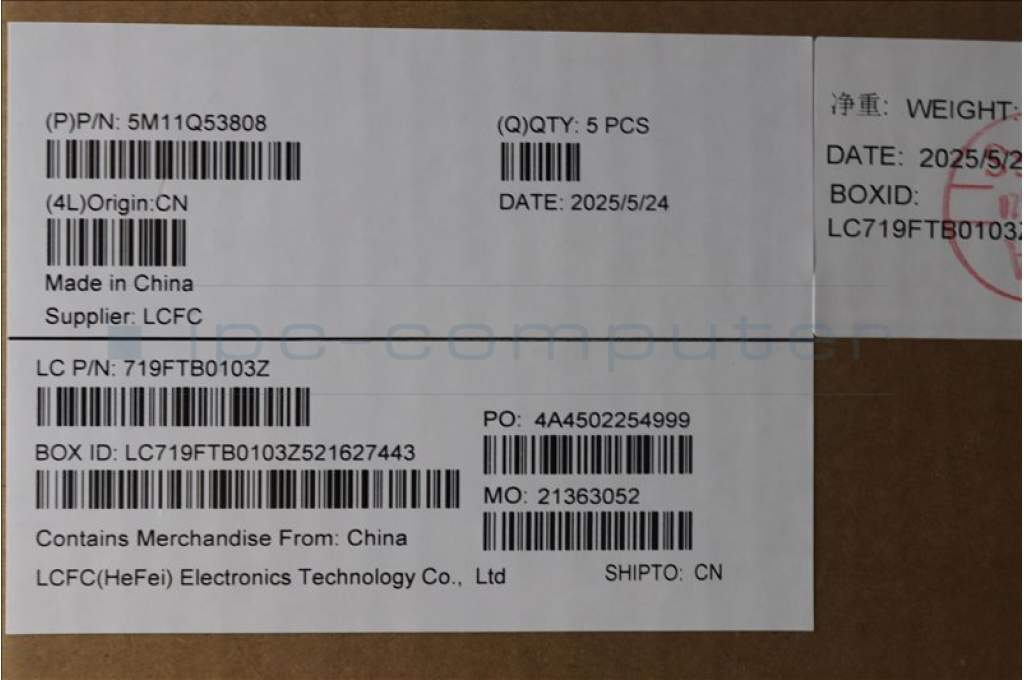 (P)P/N: 5M11Q53808
(Q)QTY: 5 PCS
(4L)Origin:CN
DATE: 2025/5/24
Made in China
Supplier: LCFC
LC P/N: 719FTB0103Z
PO: 4A4502254999
BOX ID: LC719FTB0103Z521627443
MO: 21363052
Contains Merchandise From: China
LCFC(HeFei) Electronics Technology Co., Ltd
SHIPTO: CN
净重: WEIGHT:
DATE: 2025/5/2
BOXID:
LC719FTB0103
ipc-computer